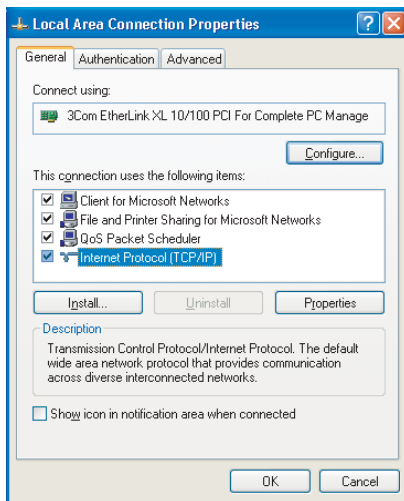 Local Area Connection Properties
General Authentication Advanced
Connect using:
3Com EtherLink XL 10/100 PCI For Complete PC Manage
Configure...
This connection uses the following items:
Client for Microsoft Networks
File and Printer Sharing for Microsoft Networks
QoS Packet Scheduler
Internet Protocol (TCP/IP)
Install... Uninstall Properties
Description
Transmission Control Protocol/Internet Protocol. The default
wide area network protocol that provides communication
across diverse interconnected networks.
Show icon in notification area when connected
OK Cancel